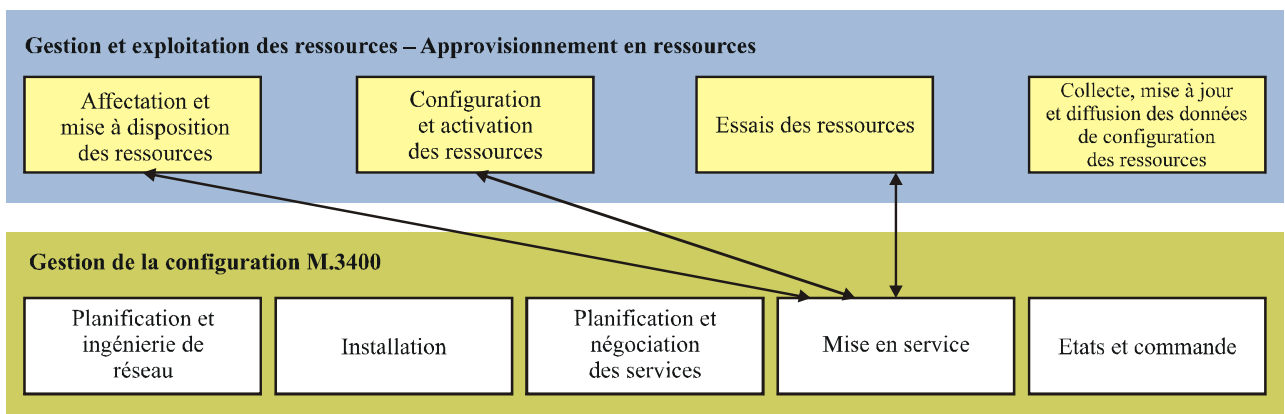 Gestion et exploitation des ressources – Approvisionnement en ressources
Affectation et
mise à disposition
des ressources
Configuration
et activation
des ressources
Essais des ressources
Collecte, mise à jour
et diffusion des données
de configuration
des ressources
Gestion de la configuration M.3400
Planification et
ingénierie de
réseau
Installation
Planification et
négociation
des services
Mise en service
Etats et commande